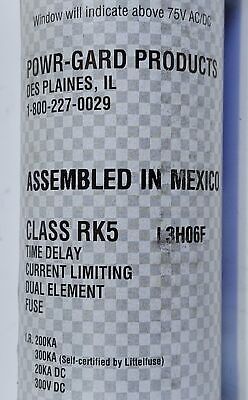 Window will indicate above 75V AC/DC
POWR-GARD PRODUCTS
DES PLAINES, IL
1-800-227-0029
ASSEMBLED IN MEXICO
CLASS RK5 L3H06F
TIME DELAY
CURRENT LIMITING
DUAL ELEMENT
FUSE
I.R. 200KA
300KA (Self-certified by Littelfuse)
20KA DC
300V DC